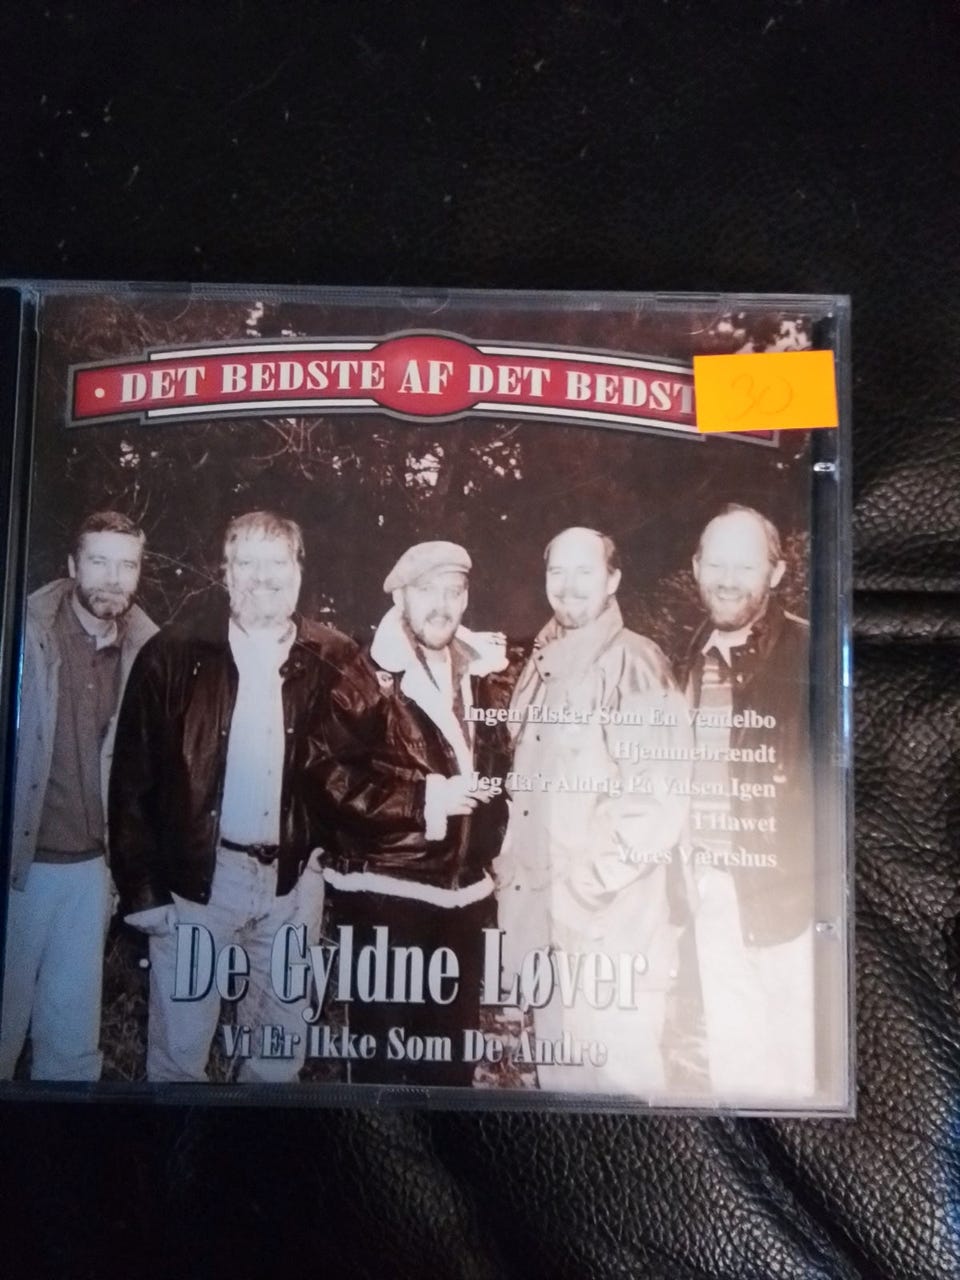 · DET BEDSTE AF DET BEDST
30
Ingen Elsker Som En Vendelbo
Hjemmebrændt
Jeg Ta'r Aldrig På Valsen Igen
I Hawet
Vores Værtshus
· De Gyldne Løver
Vi Er Ikke Som De Andre